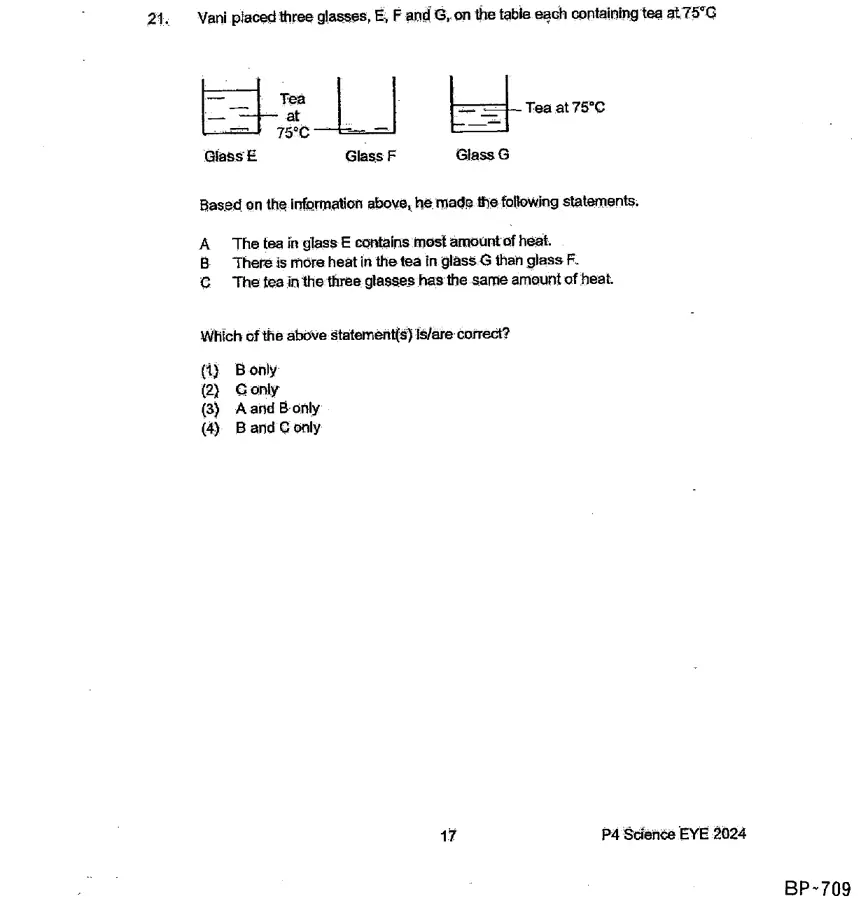 21. Vani placed three glasses, E, F and G, on the table each containing tea at 75°C
Tea
at
75°C
Tea at 75°C
Glass E
Glass F
Glass G
Based on the information above, he made the following statements.
A The tea in glass E contains most amount of heat.
B There is more heat in the tea in glass G than glass F.
C The tea in the three glasses has the same amount of heat.
Which of the above statement(s) is/are correct?
(1) B only
(2) C only
(3) A and B only
(4) B and C only
17
P4 Science EYE 2024
BP-709